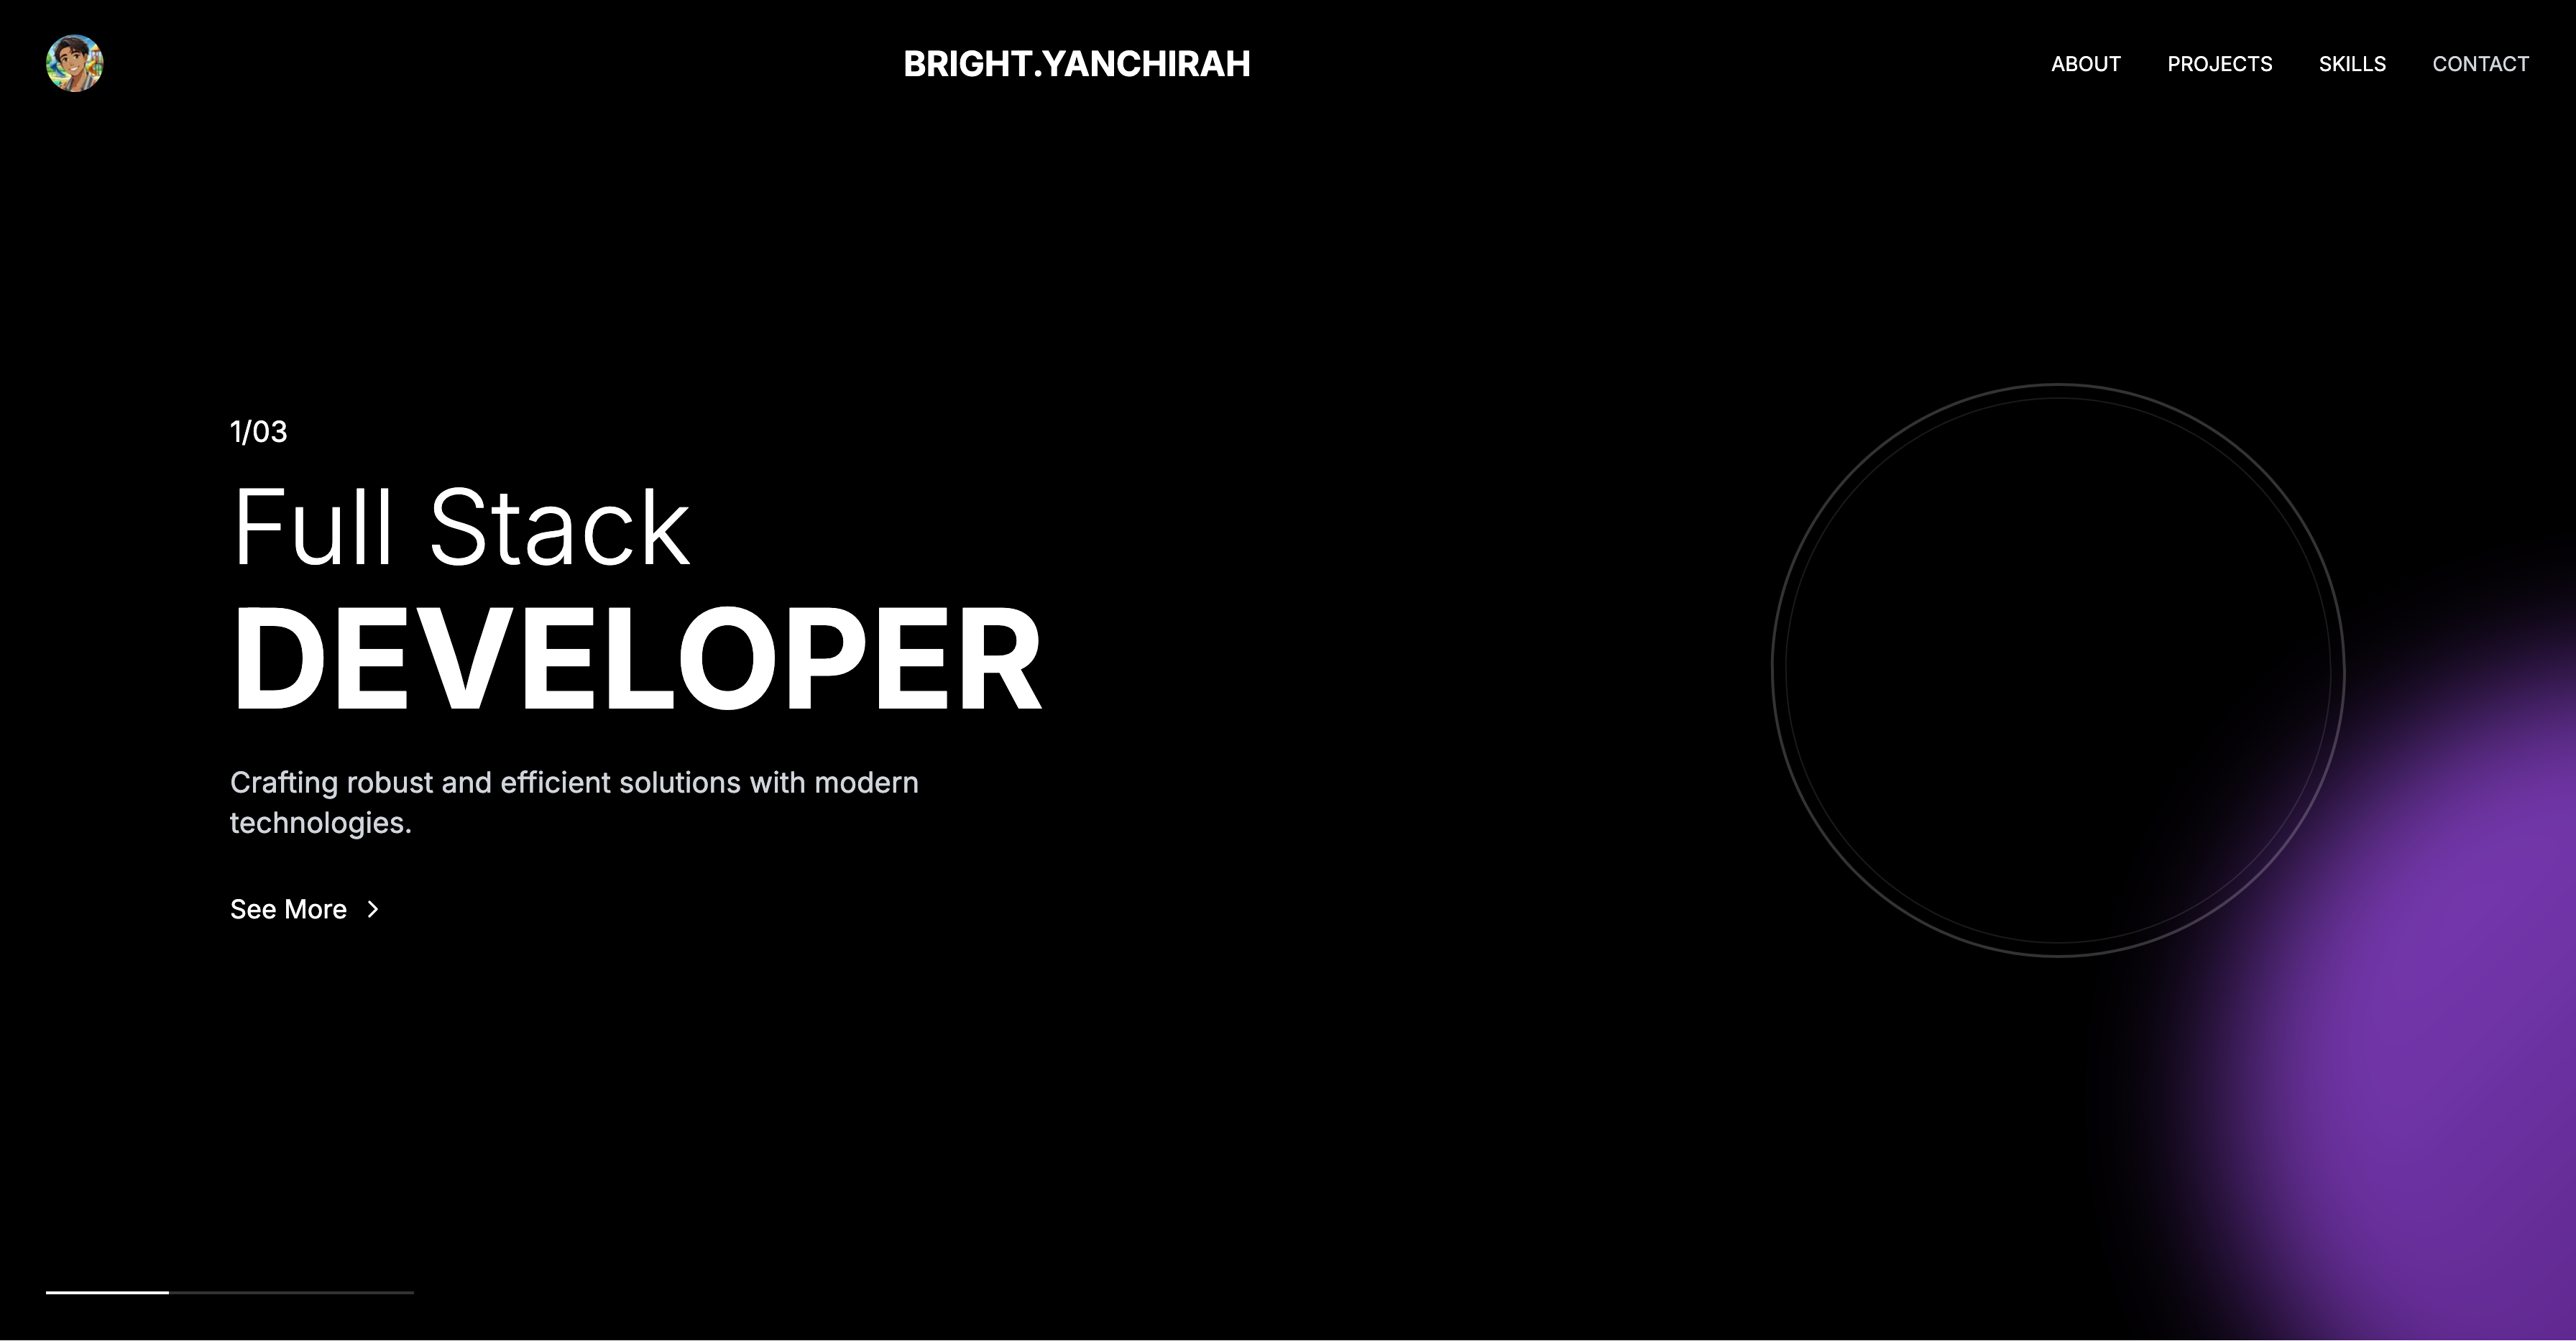 BRIGHT.YANCHIRAH
ABOUT PROJECTS SKILLS CONTACT
1/03
Full Stack
DEVELOPER
Crafting robust and efficient solutions with modern
technologies.
See More